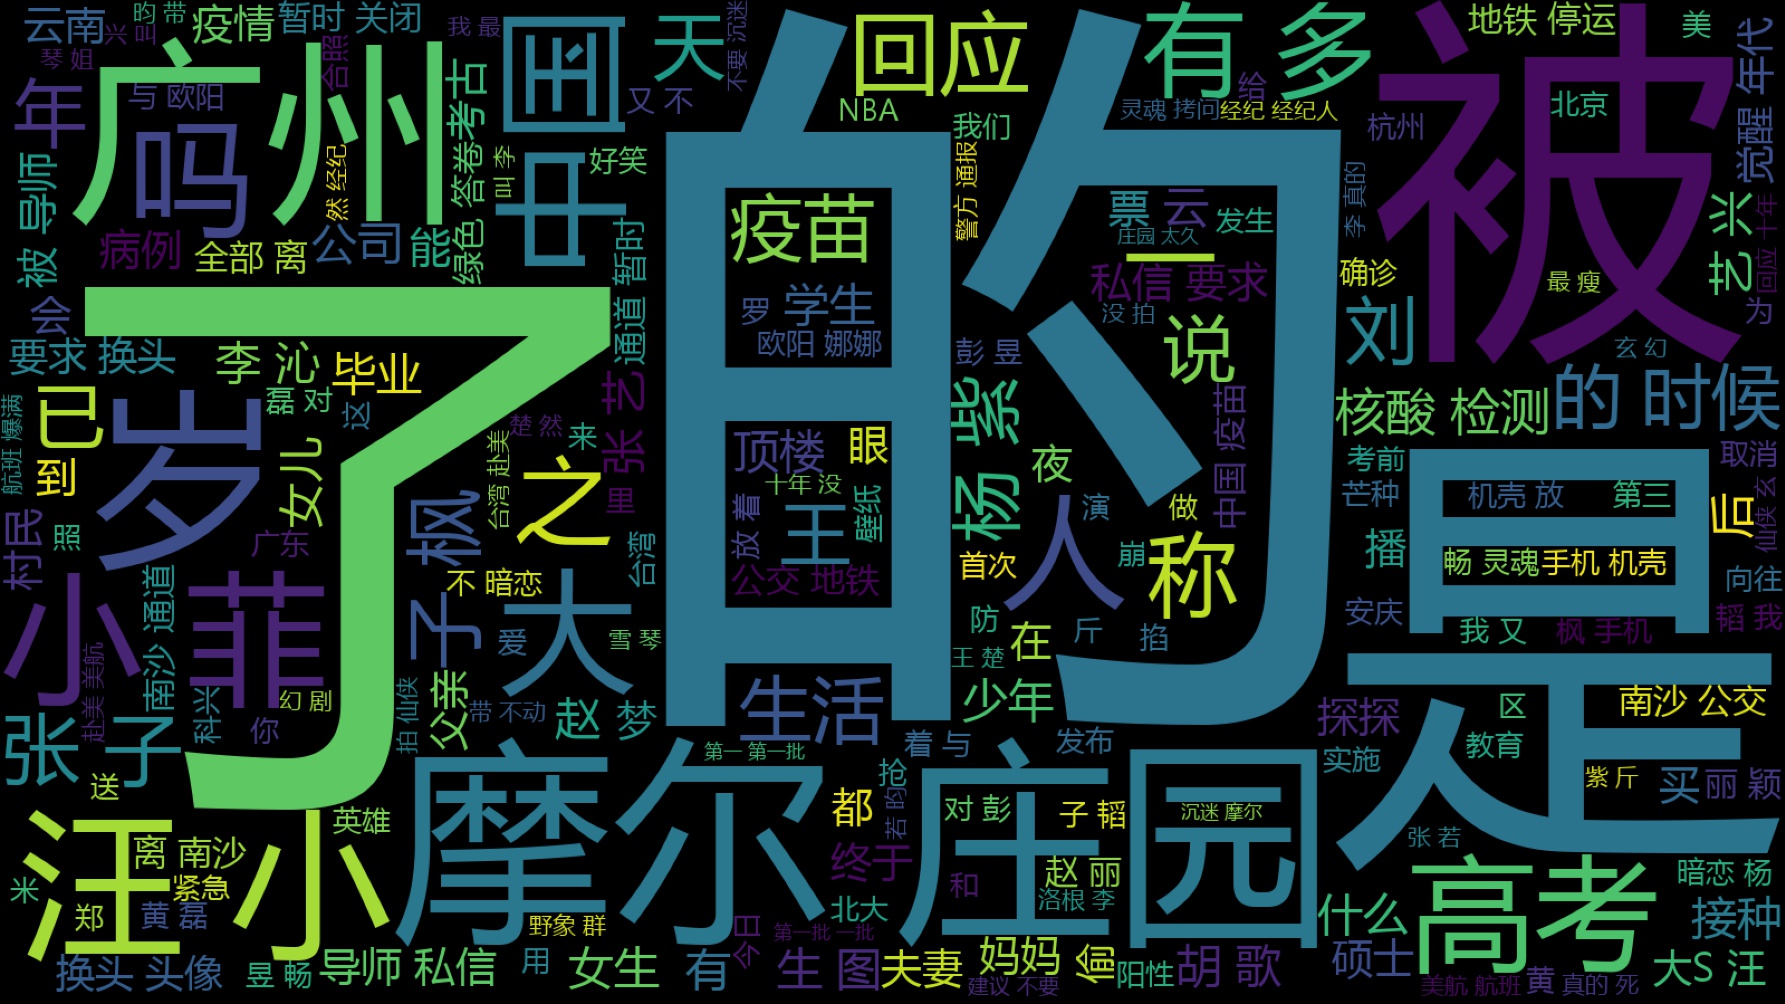 云南
兴 叫
昀 带
疫情
暂时 关闭
琴 姐
合照
我 最
广州
年
与 欧阳
吗
中国
天
不要 沉迷
又 不
回应
NBA
有 多
给
灵魂 拷问
经纪 经纪人
我们
被
地铁 停运
美
觉醒 年代
北京
杭州
被 导师
病例
全部 离
公司
能
然 经纪
绿色 答卷
考古
叫 李
好笑
暂时
通道
疫苗
警方 通报
票
云
一
庄园 太久
发生
李 真的
私信 要求
没 拍
确诊
最 瘦
艺 兴
回应 十年
为
会
了
的
罗
学生
欧阳 娜娜
彭 昱
说
刘
玄 幻
要求 换头
李 沁
毕业
磊 对
这
航班 爆满
已
到
岁
女儿
张 艺
楚 然
来
台湾 赴美
之
里
顶楼
眼
十年 没
放 着
王
壁纸
公交 地铁
杨 紫
夜
人
演
中国 疫苗
做
首次
崩
称
核酸 检测
的 时候
考前
芒种
取消
机壳 放
第三
后
仙侠 玄
播
是
畅 灵魂
手机 机壳
向往
村民
照
广东
小 菲
南沙 通道
子 枫
不 暗恋
台湾
大
爱
雪 琴
防
在
斤
掐
王 楚
安庆
我 又
枫 手机
韬 我
赴美 美航
幻 剧
科兴
你
拍 仙侠
父亲
带 不动
赵
梦
生活
少年
探探
区
南沙 公交
张 子
送
第一 第一批
着 与
发布
实施
教育
紫 斤
买
丽 颖
汪 小
英雄
离 南沙
紧急
米
郑
黄 磊
摩尔 庄园
都
抢
若 昀
对 彭
子 韬
沉迷 摩尔
张 若
终于
赵 丽
和
洛根 李
野象 群
今日
第一批 一批
北大
高考
暗恋 杨
什么
接种
换头 头像
昱 畅
导师 私信
用
女生
有
生 图
夫妻
妈妈
建议 不要
偷
阳性
胡 歌
硕士
美航 航班
黄
真的 死
大S 汪